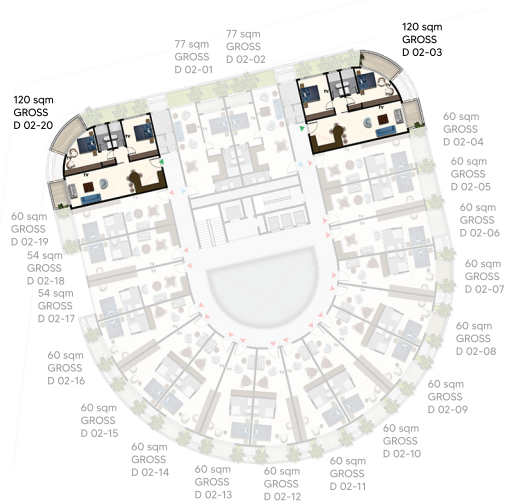 77 sqm
GROSS
D 02-01
77 sqm
GROSS
D 02-02
120 sqm
GROSS
D 02-03
120 sqm
GROSS
D 02-20
60 sqm
GROSS
D 02-04
60 sqm
GROSS
D 02-05
60 sqm
GROSS
D 02-06
60 sqm
GROSS
D 02-07
60 sqm
GROSS
D 02-08
60 sqm
GROSS
D 02-09
60 sqm
GROSS
D 02-10
60 sqm
GROSS
D 02-11
60 sqm
GROSS
D 02-12
60 sqm
GROSS
D 02-13
60 sqm
GROSS
D 02-14
60 sqm
GROSS
D 02-15
60 sqm
GROSS
D 02-16
54 sqm
GROSS
D 02-17
54 sqm
GROSS
D 02-18
60 sqm
GROSS
D 02-19